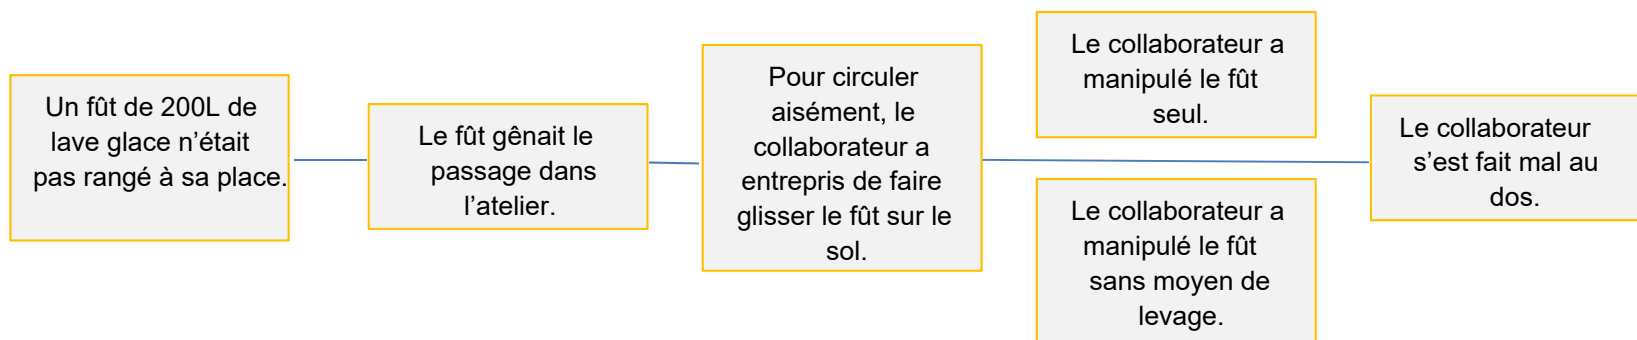 Un fût de 200L de
lave glace n’était
pas rangé à sa place.
Le fût gênait le
passage dans
l’atelier.
Pour circuler
aisément, le
collaborateur a
entrepris de faire
glisser le fût sur le
sol.
Le collaborateur a
manipulé le fût
seul.
Le collaborateur a
manipulé le fût
sans moyen de
levage.
Le collaborateur
s’est fait mal au
dos.